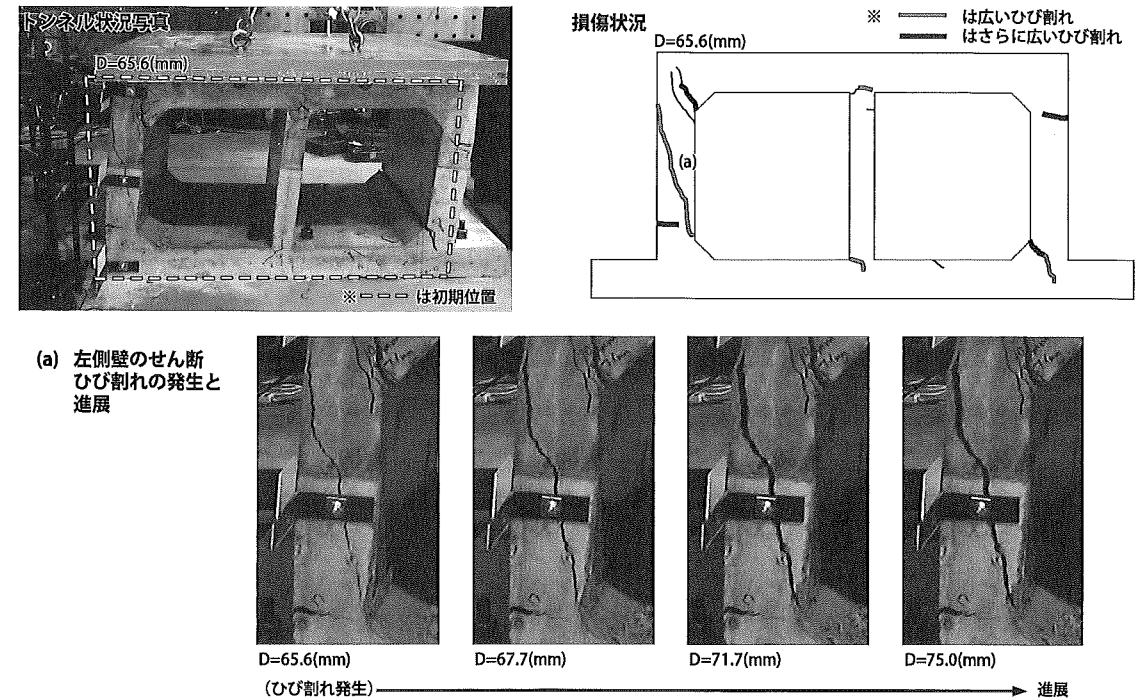 トンネル状況写真
D=65.6(mm)
※ は初期位置
損傷状況
※ は広いひび割れ
はさらに広いひび割れ
D=65.6(mm)
(a)
(a) 左側壁のせん断
ひび割れの発生と
進展
D=65.6(mm)
D=67.7(mm)
D=71.7(mm)
D=75.0(mm)
(ひび割れ発生)
進展